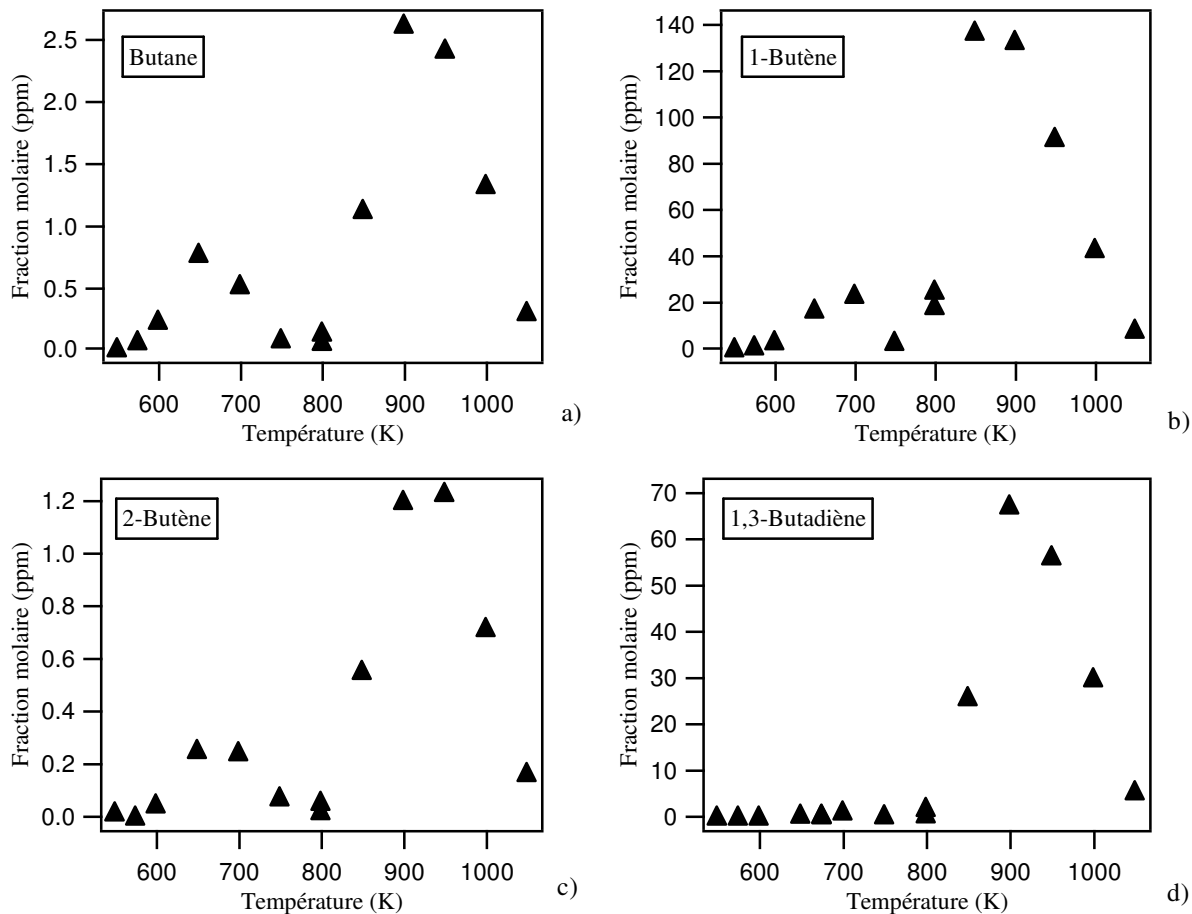 Butane
Fraction molaire (ppm)
2.5
2.0
1.5
1.0
0.5
0.0
600 700 800 900 1000
Température (K)
a)
1-Butène
Fraction molaire (ppm)
140
120
100
80
60
40
20
0
600 700 800 900 1000
Température (K)
b)
2-Butène
Fraction molaire (ppm)
1.2
1.0
0.8
0.6
0.4
0.2
0.0
600 700 800 900 1000
Température (K)
c)
1,3-Butadiène
Fraction molaire (ppm)
70
60
50
40
30
20
10
0
600 700 800 900 1000
Température (K)
d)